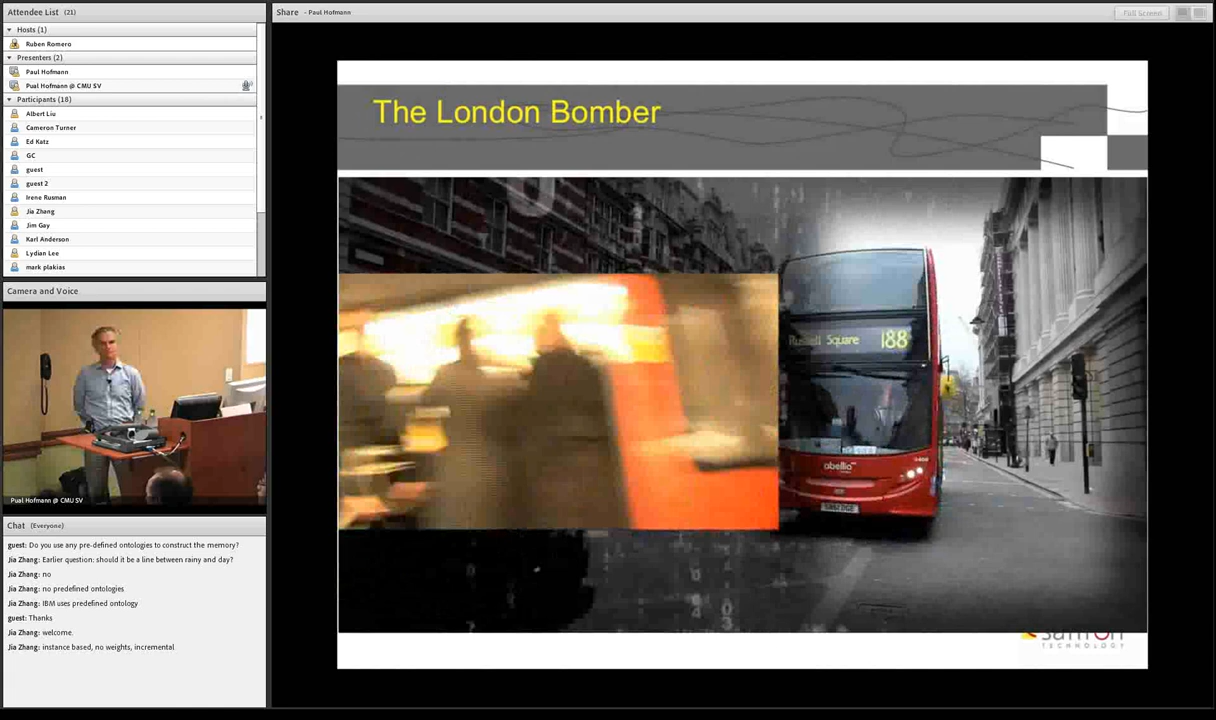 Attendee List (21)
Hosts (1)
Ruben Romero
Presenters (2)
Paul Hofmann
Pual Hofmann @ CMU SV
Participants (18)
Albert Liu
Cameron Turner
Ed Katz
GC
guest
guest 2
Irene Rusman
Jia Zhang
Jim Gay
Karl Anderson
Lydian Lee
mark plakias
Camera and Voice
Pual Hofmann @ CMU SV
Chat (Everyone)
guest: Do you use any pre-defined ontologies to construct the memory?
Jia Zhang: Earlier question: should it be a line between rainy and day?
Jia Zhang: no
Jia Zhang: no predefined ontologies
Jia Zhang: IBM uses predefined ontology
guest: Thanks
Jia Zhang: welcome.
Jia Zhang: instance based, no weights, incremental
Share - Paul Hofmann
Full Screen
The London Bomber
Russell Square 188
abellio
saffron
TECHNOLOGY